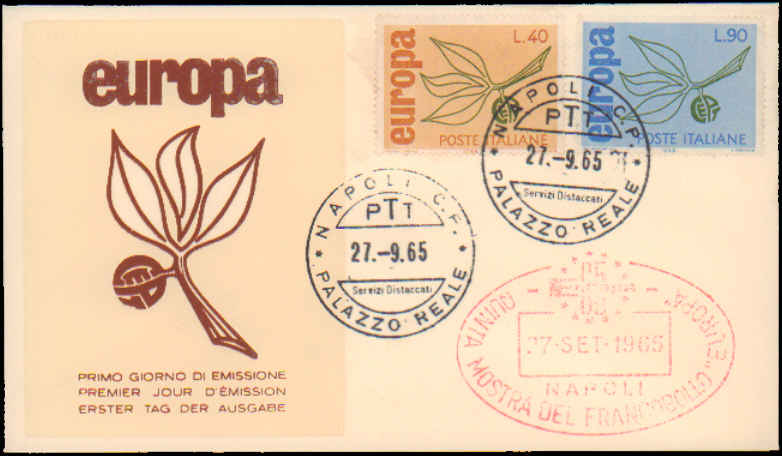 europa
PRIMO GIORNO DI EMISSIONE
PREMIER JOUR D'ÉMISSION
ERSTER TAG DER AUSGABE
europa
L.40
POSTE ITALIANE
europa
L.90
POSTE ITALIANE
NAPOLI C.P.
PTT
27.-9.65
Servizi Distaccati
* PALAZZO REALE *
NAPOLI C.P.
PTT
27.-9.65
Servizi Distaccati
* PALAZZO REALE *
QUINTA MOSTRA DEL FRANCOBOLLO "EUROPA"
27-SET-1965
NAPOLI